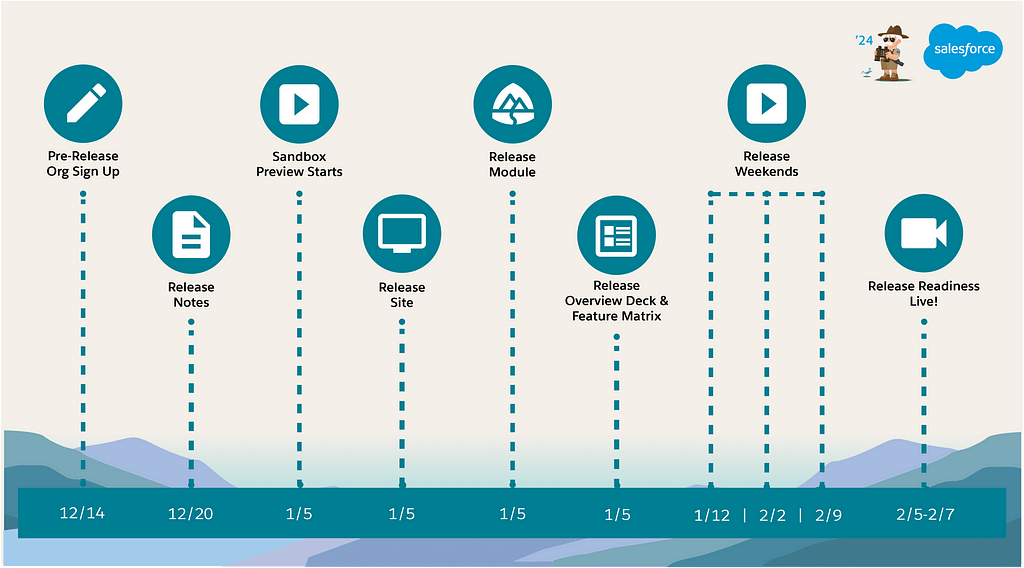 '24
salesforce
Pre-Release
Org Sign Up
Sandbox
Preview Starts
Release
Module
Release
Weekends
Release
Notes
Release
Site
Release
Overview Deck &
Feature Matrix
Release Readiness
Live!
12/14
12/20
1/5
1/5
1/5
1/5
1/12 | 2/2 | 2/9
2/5-2/7